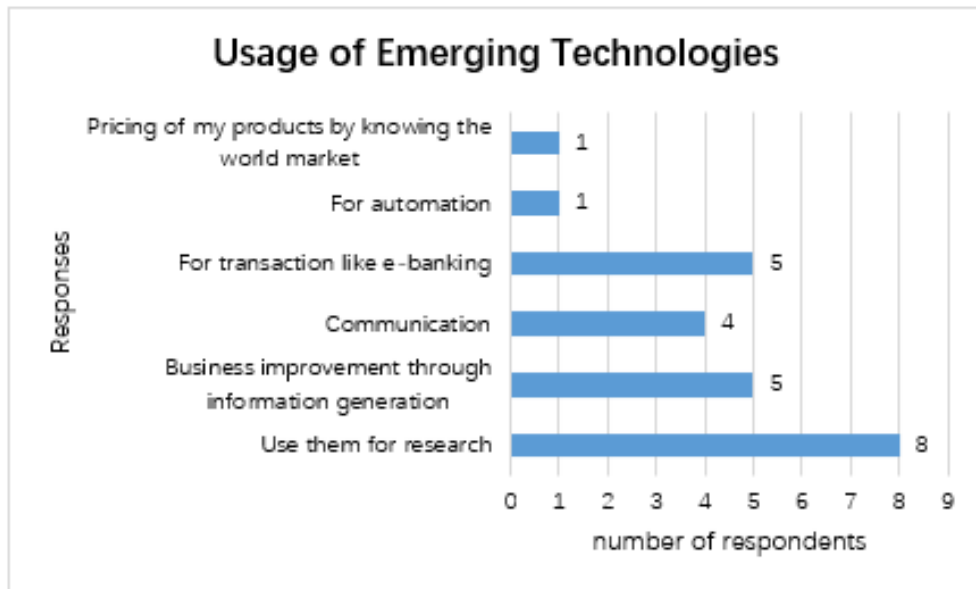 Usage of Emerging Technologies
Pricing of my products by knowing the
world market
1
For automation
1
For transaction like e-banking
5
Communication
4
Business improvement through
information generation
5
Use them for research
8
Responses
0 1 2 3 4 5 6 7 8 9
number of respondents